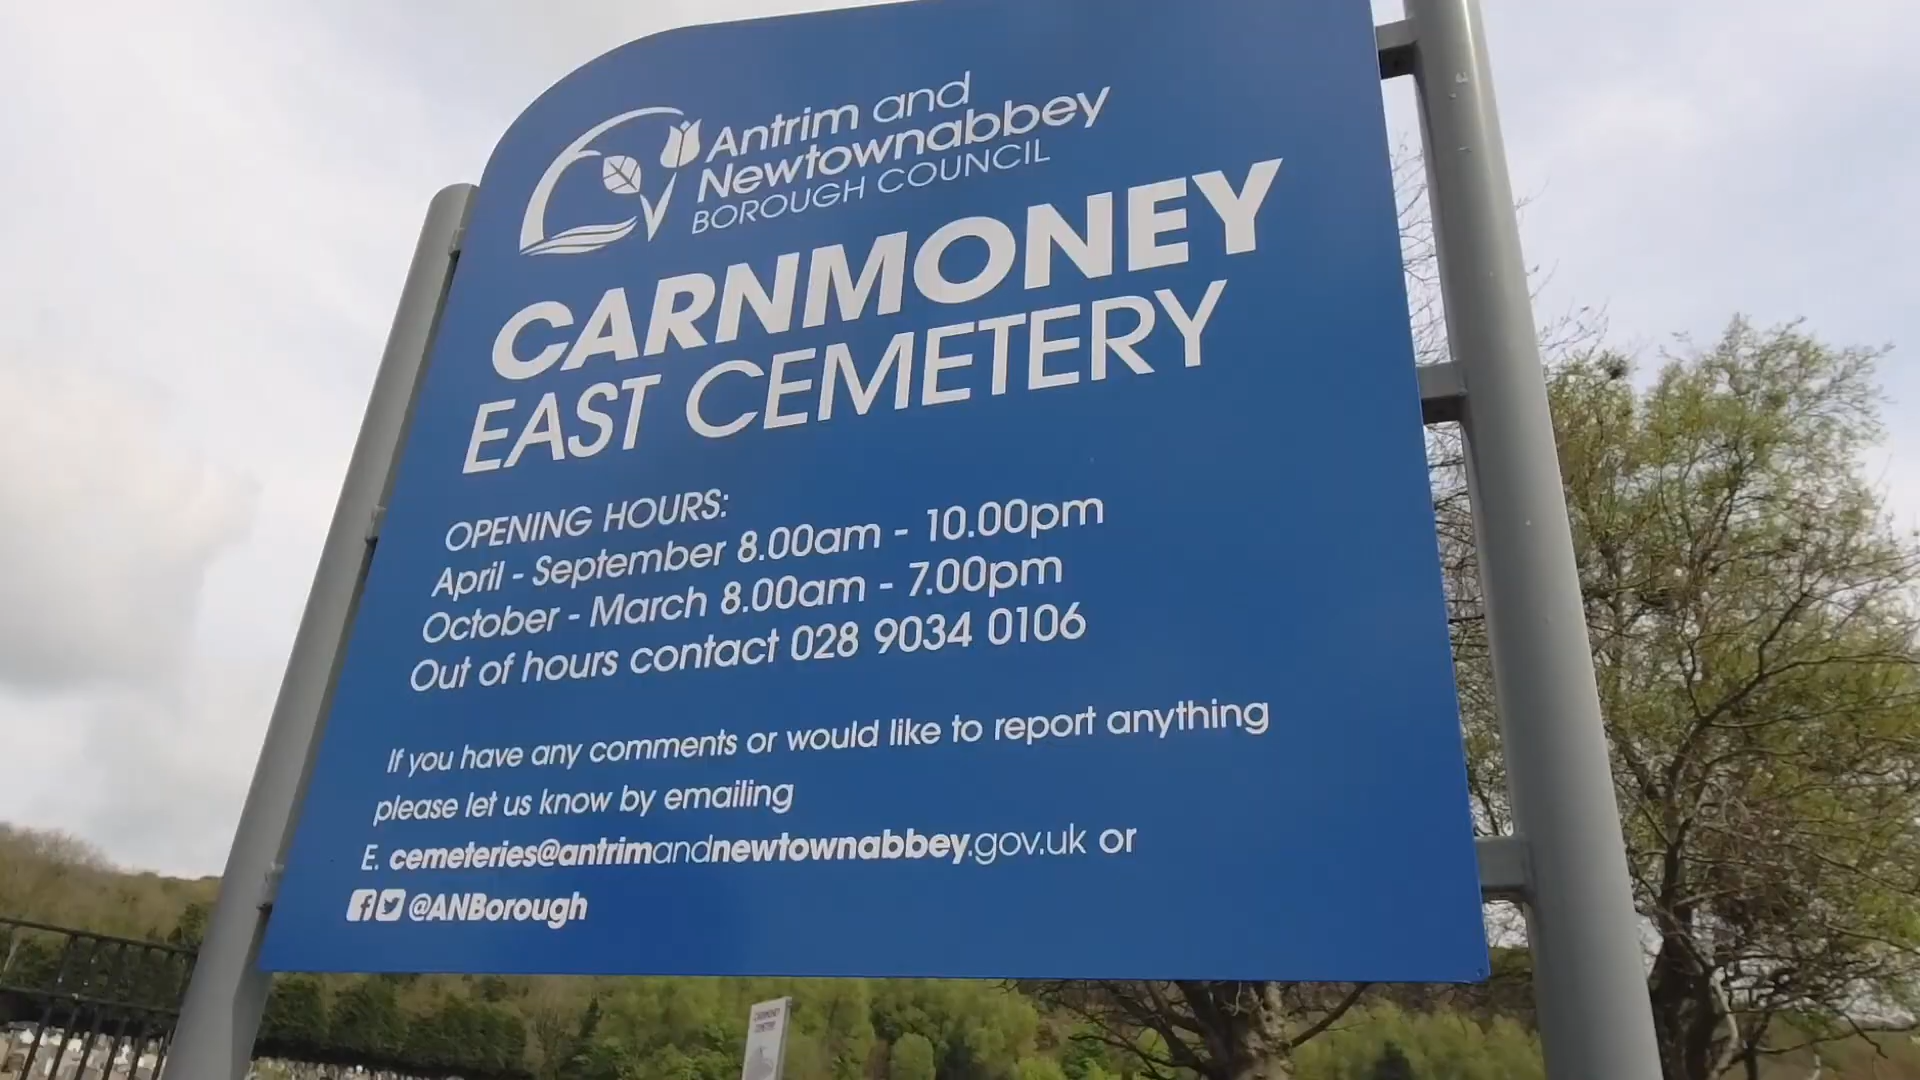 Antrim and
Newtownabbey
BOROUGH COUNCIL
CARNMONEY
EAST CEMETERY
OPENING HOURS:
April - September 8.00am - 10.00pm
October - March 8.00am - 7.00pm
Out of hours contact 028 9034 0106
If you have any comments or would like to report anything
please let us know by emailing
E. cemeteries@antrimandnewtownabbey.gov.uk or
@ANBorough
CARNMONEY
CEMETERY